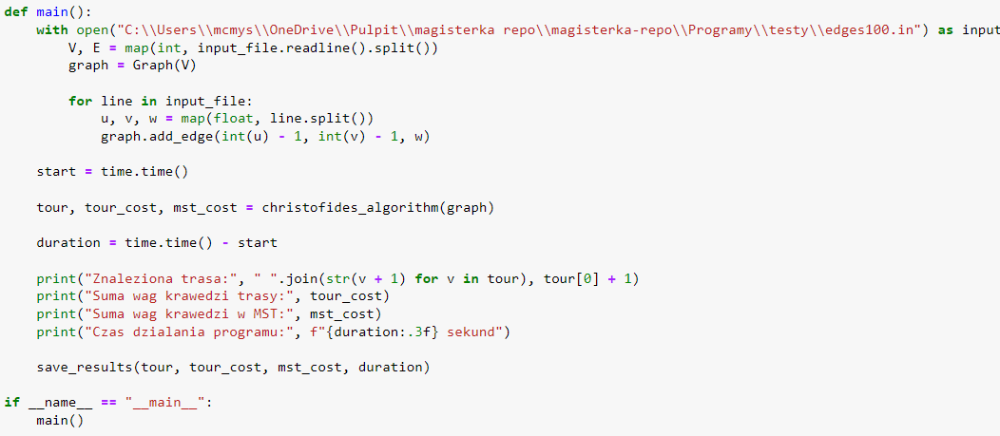 def main():
    with open("C:\\Users\\mcmys\\OneDrive\\Pulpit\\magisterka repo\\magisterka-repo\\Programy\\testy\\edges100.in") as input
        V, E = map(int, input_file.readline().split())
        graph = Graph(V)

        for line in input_file:
            u, v, w = map(float, line.split())
            graph.add_edge(int(u) - 1, int(v) - 1, w)

    start = time.time()

    tour, tour_cost, mst_cost = christofides_algorithm(graph)

    duration = time.time() - start

    print("Znaleziona trasa:", " ".join(str(v + 1) for v in tour), tour[0] + 1)
    print("Suma wag krawedzi trasy:", tour_cost)
    print("Suma wag krawedzi w MST:", mst_cost)
    print("Czas dzialania programu:", f"{duration:.3f} sekund")

    save_results(tour, tour_cost, mst_cost, duration)

if __name__ == "__main__":
    main()